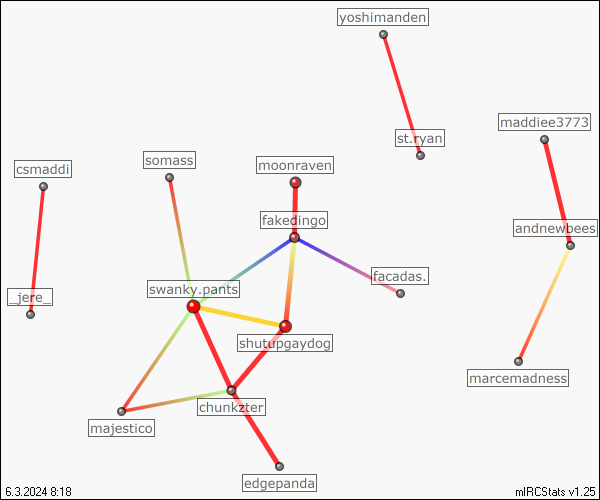 yoshimanden
maddiee3773
st.ryan
somass
moonraven
csmaddi
fakedingo
andnewbees
facadas.
swanky.pants
_jere_
shutupgaydog
marcemadness
chunkzter
majestico
edgepanda
6.3.2024 8:18
mIRCStats v1.25